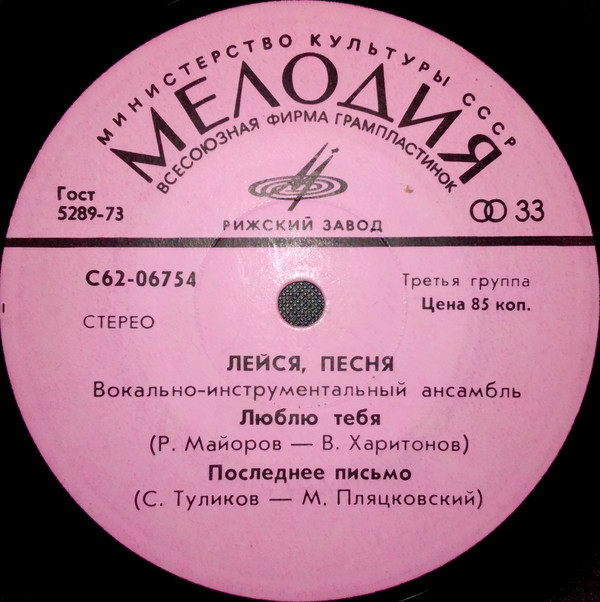 МИНИСТЕРСТВО КУЛЬТУРЫ СССР
МЕЛОДИЯ
ВСЕСОЮЗНАЯ ФИРМА ГРАМПЛАСТИНОК
Гост
5289-73
33
РИЖСКИЙ ЗАВОД
С62-06754
Третья группа
Цена 85 коп.
СТЕРЕО
ЛЕЙСЯ, ПЕСНЯ
Вокально-инструментальный ансамбль
Люблю тебя
(Р. Майоров — В. Харитонов)
Последнее письмо
(С. Туликов — М. Пляцковский)